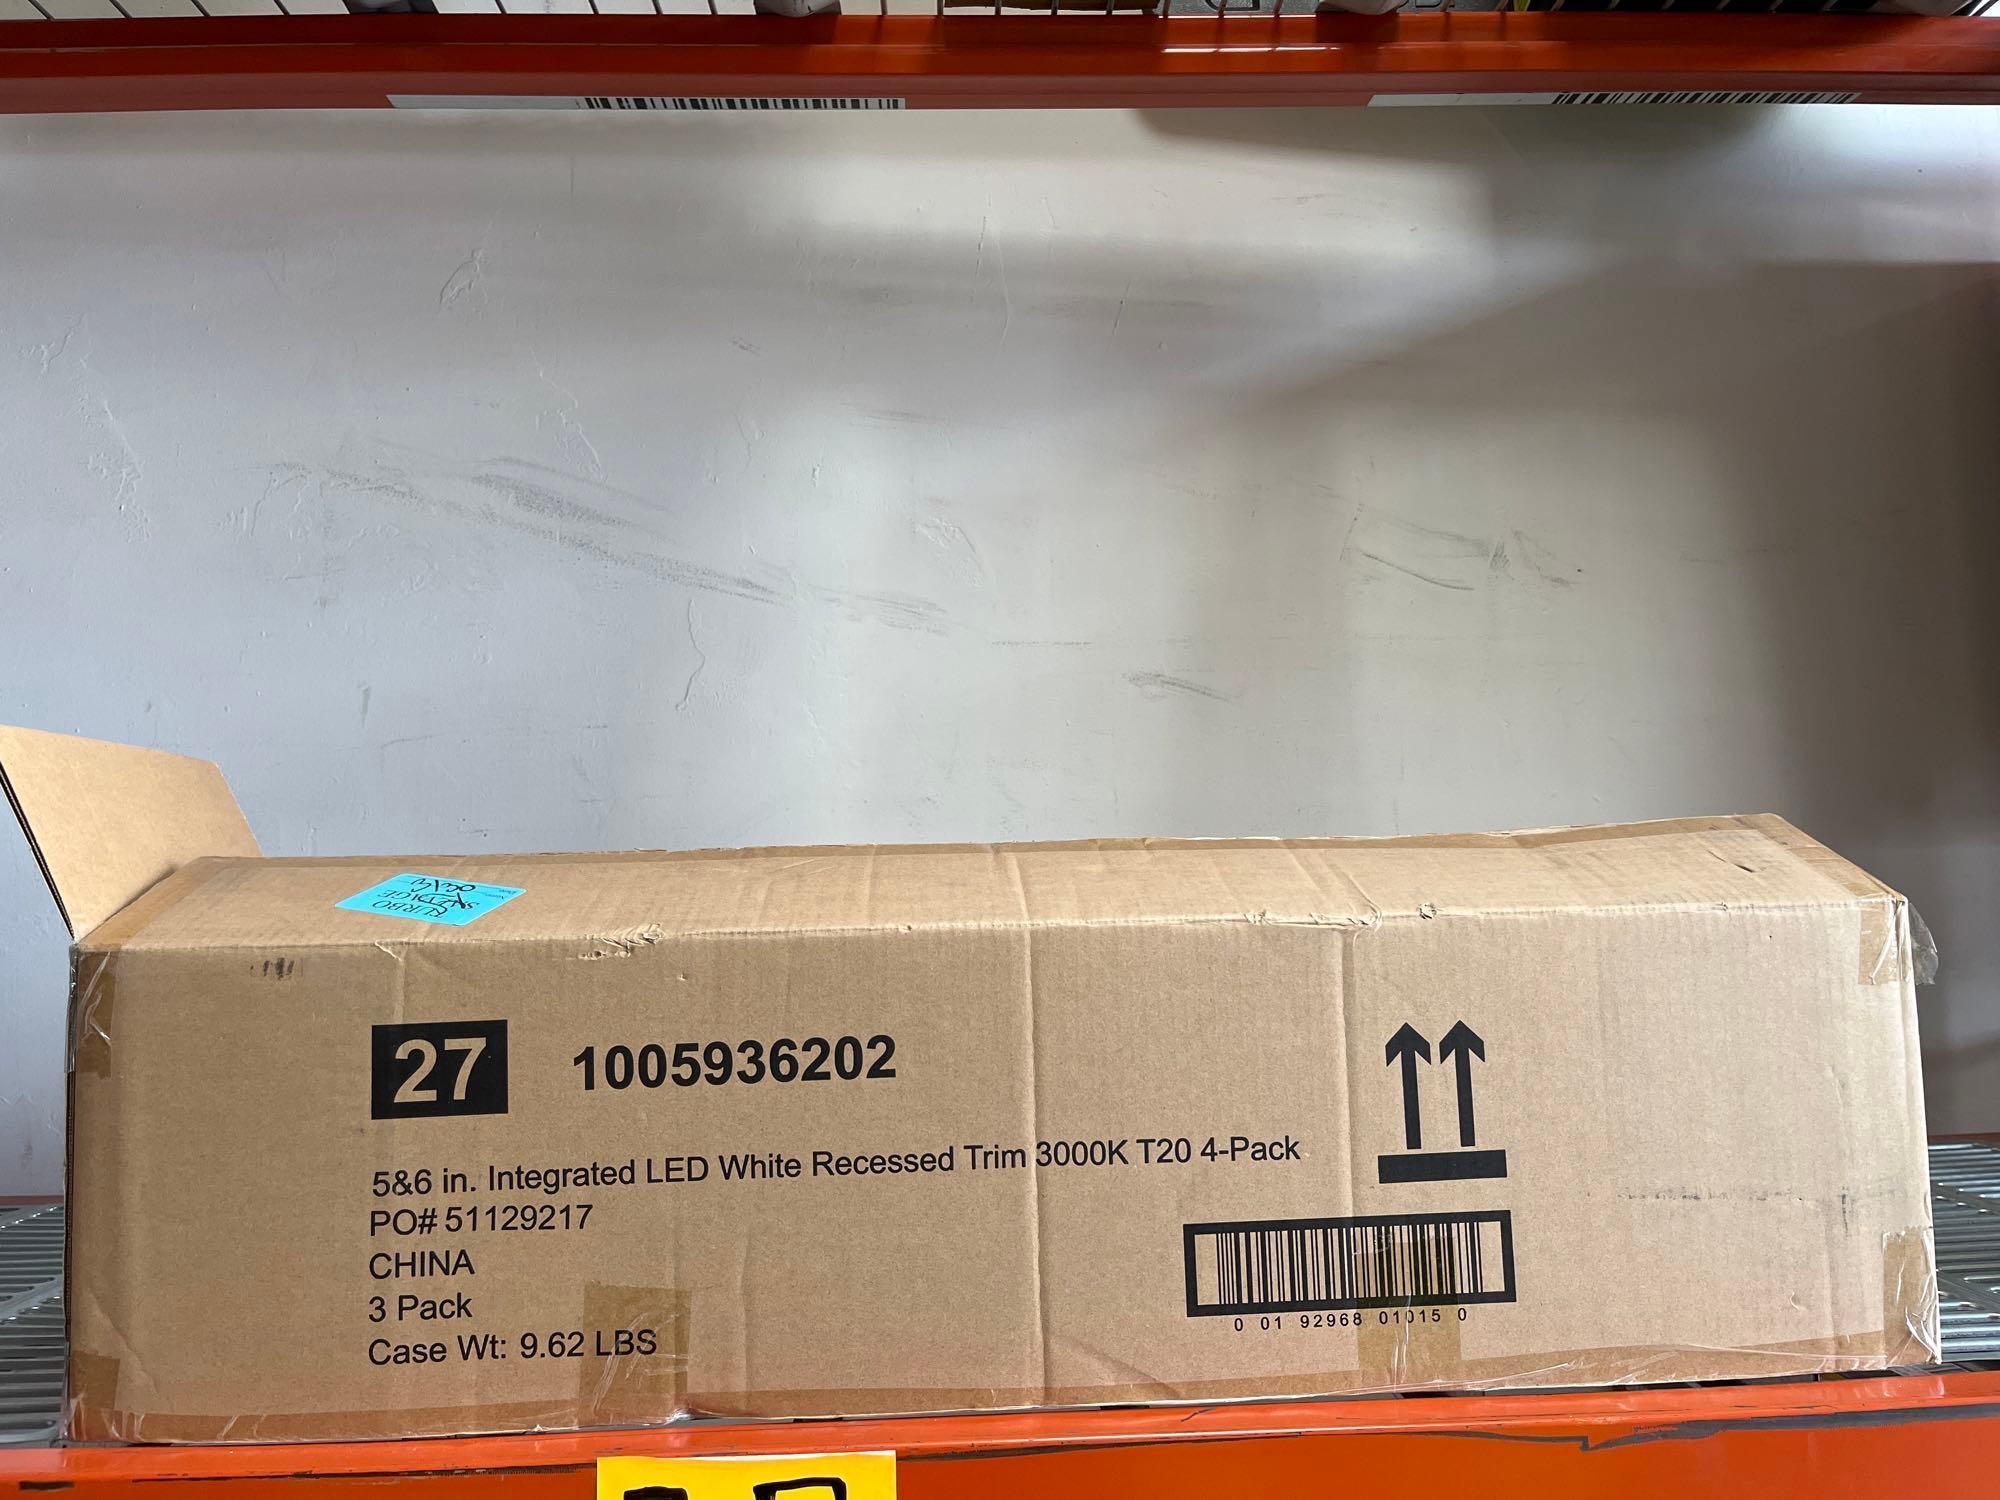 27 1005936202
5&6 in. Integrated LED White Recessed Trim 3000K T20 4-Pack
PO# 51129217
CHINA
3 Pack
Case Wt: 9.62 LBS
0 01 92968 01015 0